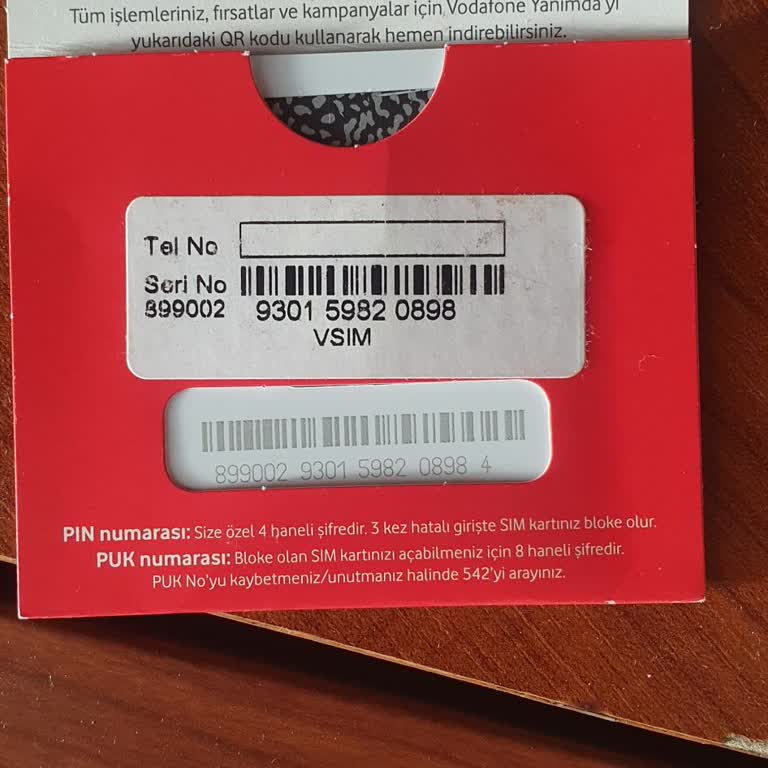 Tüm işlemleriniz, fırsatlar ve kampanyalar için Vodafone Yanımda'yı
yukarıdaki QR kodu kullanarak hemen indirebilirsiniz.
Tel No
Seri No
899002 9301 5982 0898
VSIM
899002 9301 5982 0898 4
PIN numarası: Size özel 4 haneli şifredir. 3 kez hatalı girişte SIM kartınız bloke olur.
PUK numarası: Bloke olan SIM kartınızı açabilmeniz için 8 haneli şifredir.
PUK No'yu kaybetmeniz/unutmanız halinde 542'yi arayınız.